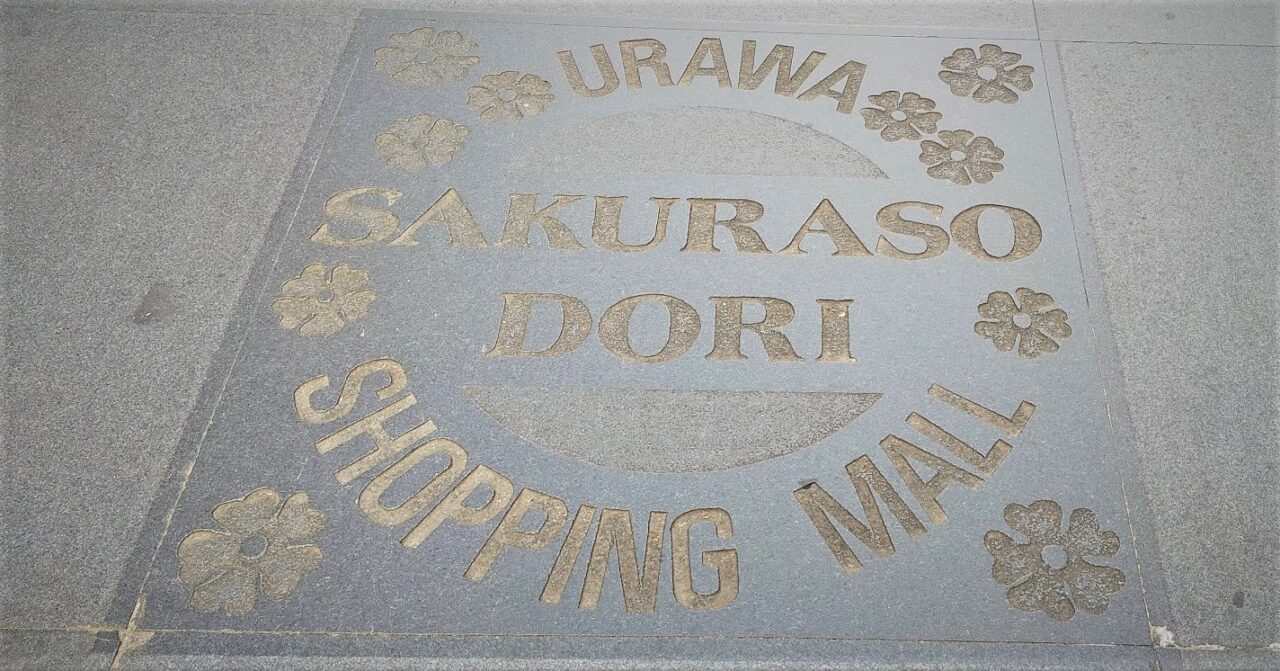 URAWA
SAKURASO
DORI
SHOPPING MALL